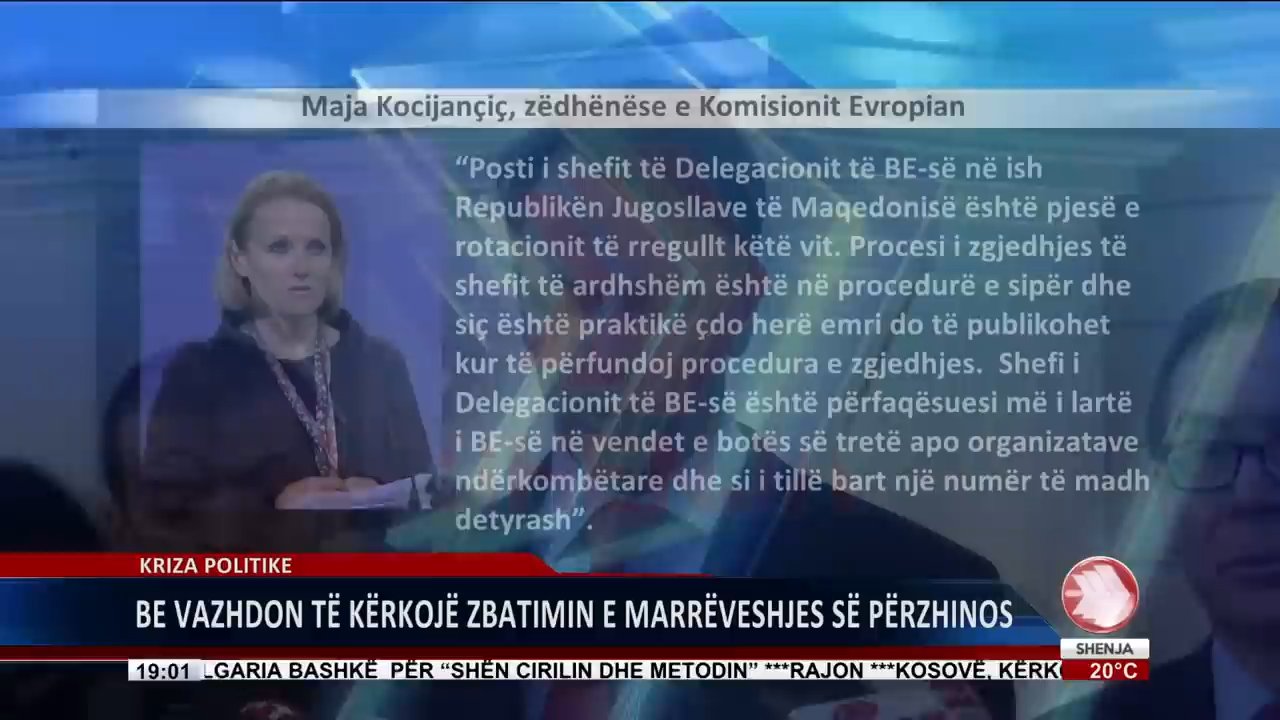 Maja Kocijançiç, zëdhënëse e Komisionit Evropian
“Posti i shefit të Delegacionit të BE-së në ish
Republikën Jugosllave të Maqedonisë është pjesë e
rotacionit të rregullt këtë vit. Procesi i zgjedhjes të
shefit të ardhshëm është në procedurë e sipër dhe
siç është praktikë çdo herë emri do të publikohet
kur të përfundoj procedura e zgjedhjes. Shefi i
Delegacionit të BE-së është përfaqësuesi më i lartë
i BE-së në vendet e botës së tretë apo organizatave
ndërkombëtare dhe si i tillë bart një numër të madh
detyrash”.
KRIZA POLITIKE
BE VAZHDON TË KËRKOJË ZBATIMIN E MARRËVESHJES SË PËRZHINOS
SHENJA
19:01 LGARIA BASHKË PËR “SHËN CIRILIN DHE METODIN” ***RAJON ***KOSOVË, KËRK 20°C